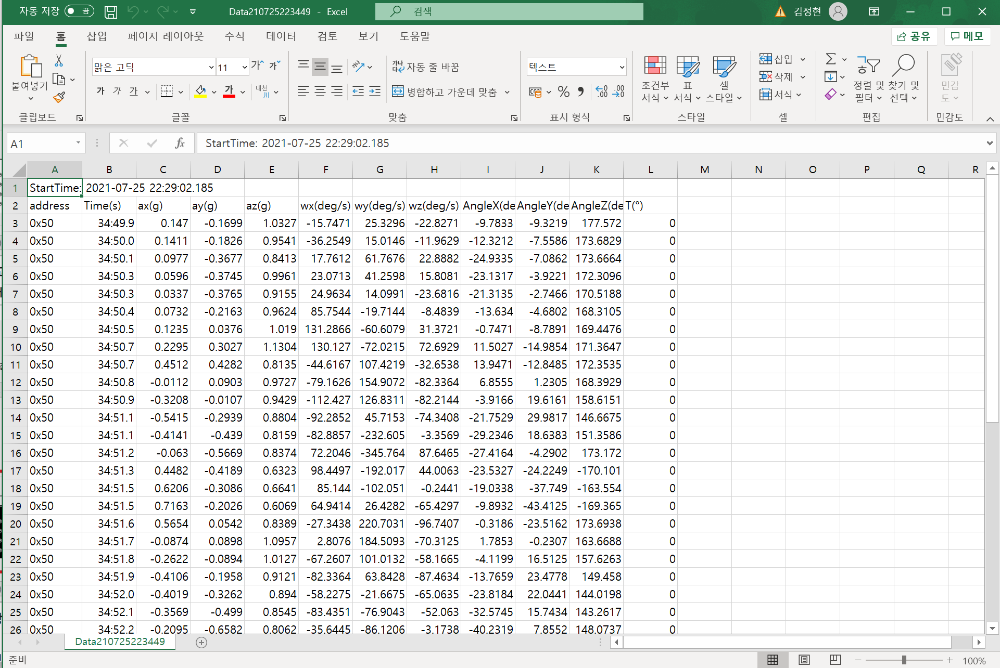 자동 저장 끔 Data210725223449 - Excel 검색 김정현
파일 홈 삽입 페이지 레이아웃 수식 데이터 검토 보기 도움말 공유 메모
붙여넣기
클립보드
맑은 고딕 11 가 가
가 가 간 가 내천
글꼴
자동 줄 바꿈
병합하고 가운데 맞춤
맞춤
텍스트
% .00 .00
표시 형식
조건부 서식 표 서식 셀 스타일
스타일
삽입
삭제
서식
셀
정렬 및 필터 찾기 및 선택
편집
민감도
민감도
A1 fx StartTime: 2021-07-25 22:29:02.185
A B C D E F G H I J K L M N O P Q R
1 StartTime: 2021-07-25 22:29:02.185
2 address Time(s) ax(g) ay(g) az(g) wx(deg/s) wy(deg/s) wz(deg/s) AngleX(de AngleY(de AngleZ(de T(°)
3 0x50 34:49.9 0.147 -0.1699 1.0327 -15.7471 25.3296 -22.8271 -9.7833 -9.3219 177.572 0
4 0x50 34:50.0 0.1411 -0.1826 0.9541 -36.2549 15.0146 -11.9629 -12.3212 -7.5586 173.6829 0
5 0x50 34:50.1 0.0977 -0.3677 0.8413 17.7612 61.7676 22.8882 -24.9335 -7.0862 173.6664 0
6 0x50 34:50.3 0.0596 -0.3745 0.9961 23.0713 41.2598 15.8081 -23.1317 -3.9221 172.3096 0
7 0x50 34:50.3 0.0337 -0.3765 0.9155 24.9634 14.0991 -23.6816 -21.3135 -2.7466 170.5188 0
8 0x50 34:50.4 0.0732 -0.2163 0.9624 85.7544 -19.7144 -8.4839 -13.634 -4.6802 168.3105 0
9 0x50 34:50.5 0.1235 0.0376 1.019 131.2866 -60.6079 31.3721 -0.7471 -8.7891 169.4476 0
10 0x50 34:50.7 0.2295 0.3027 1.1304 130.127 -72.0215 72.6929 11.5027 -14.9854 171.3647 0
11 0x50 34:50.7 0.4512 0.4282 0.8135 -44.6167 107.4219 -32.6538 13.9471 -12.8485 172.3535 0
12 0x50 34:50.8 -0.0112 0.0903 0.9727 -79.1626 154.9072 -82.3364 6.8555 1.2305 168.3929 0
13 0x50 34:50.9 -0.3208 -0.0107 0.9429 -112.427 126.8311 -82.2144 -3.9166 19.6161 158.6151 0
14 0x50 34:51.1 -0.5415 -0.2939 0.8804 -92.2852 45.7153 -74.3408 -21.7529 29.9817 146.6675 0
15 0x50 34:51.1 -0.4141 -0.439 0.8159 -82.8857 -232.605 -3.3569 -29.2346 18.6383 151.3586 0
16 0x50 34:51.2 -0.063 -0.5669 0.8374 72.2046 -345.764 87.6465 -27.4164 -4.2902 173.172 0
17 0x50 34:51.3 0.4482 -0.4189 0.6323 98.4497 -192.017 44.0063 -23.5327 -24.2249 -170.101 0
18 0x50 34:51.5 0.6206 -0.3086 0.6641 85.144 -102.051 -0.2441 -19.0338 -37.749 -163.554 0
19 0x50 34:51.5 0.7163 -0.2026 0.6069 64.9414 26.4282 -65.4297 -9.8932 -43.4125 -169.365 0
20 0x50 34:51.6 0.5654 0.0542 0.8389 -27.3438 220.7031 -96.7407 -0.3186 -23.5162 173.6938 0
21 0x50 34:51.7 -0.0874 0.0898 1.0957 2.8076 184.5093 -70.3125 1.7853 -0.2307 163.6688 0
22 0x50 34:51.8 -0.2622 -0.0894 1.0127 -67.2607 101.0132 -58.1665 -4.1199 16.5125 157.6263 0
23 0x50 34:51.9 -0.4106 -0.1958 0.9121 -82.3364 63.8428 -87.4634 -13.7659 23.4778 149.458 0
24 0x50 34:52.0 -0.4019 -0.3262 0.894 -58.2275 -21.6675 -65.0635 -23.8184 22.0441 144.0198 0
25 0x50 34:52.1 -0.3569 -0.499 0.8545 -83.4351 -76.9043 -52.063 -32.5745 15.7434 143.2617 0
26 0x50 34:52.2 -0.2095 -0.6582 0.8062 -35.6445 -86.1206 -3.1738 -40.2319 7.8552 148.0737 0
Data210725223449
준비 100%